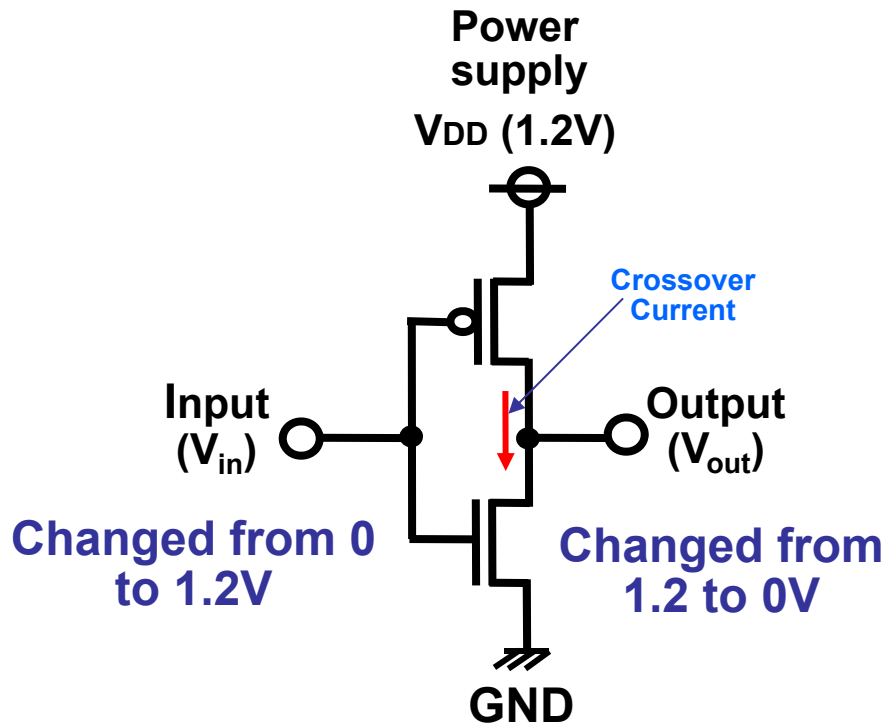 Power
supply
VDD (1.2V)
Crossover
Current
Input
(Vin)
Output
(Vout)
Changed from 0
to 1.2V
Changed from
1.2 to 0V
GND